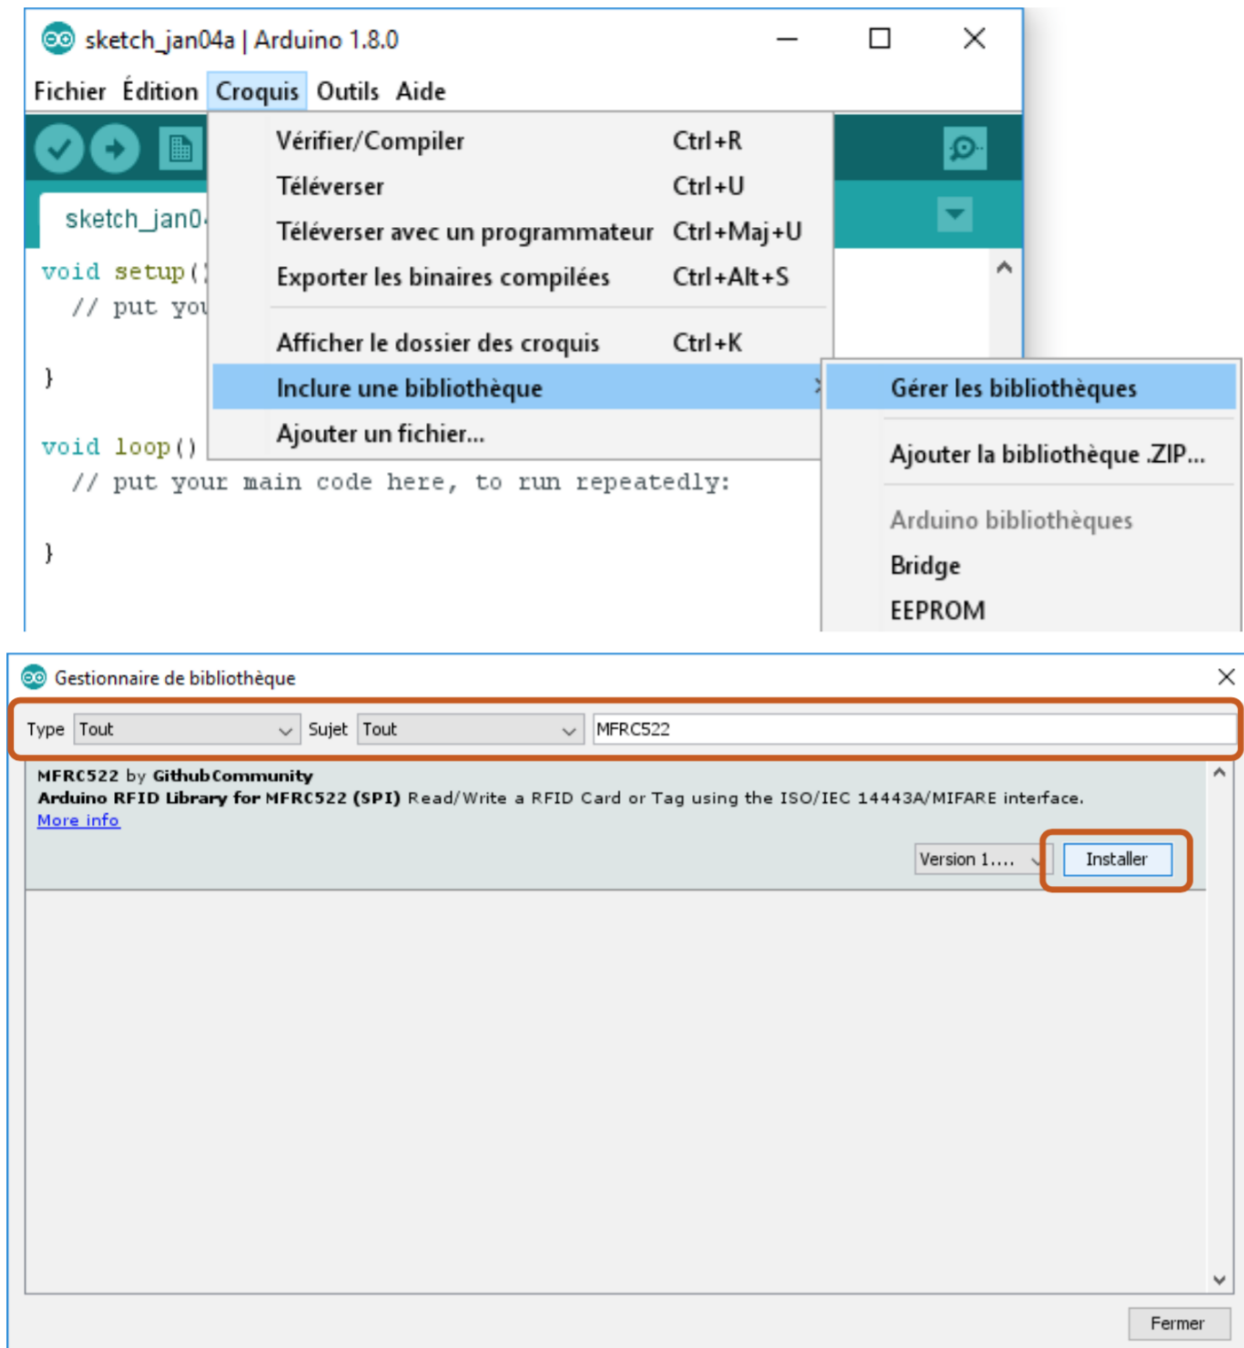 sketch_jan04a | Arduino 1.8.0
Fichier Édition Croquis Outils Aide
Vérifier/Compiler Ctrl+R
Téléverser Ctrl+U
Téléverser avec un programmateur Ctrl+Maj+U
Exporter les binaires compilées Ctrl+Alt+S
Afficher le dossier des croquis Ctrl+K
Inclure une bibliothèque
Ajouter un fichier...
Gérer les bibliothèques
Ajouter la bibliothèque .ZIP...
Arduino bibliothèques
Bridge
EEPROM
sketch_jan04
void setup()
// put you
}
void loop()
// put your main code here, to run repeatedly:
}
Gestionnaire de bibliothèque
Type Tout Sujet Tout MFRC522
MFRC522 by GithubCommunity
Arduino RFID Library for MFRC522 (SPI) Read/Write a RFID Card or Tag using the ISO/IEC 14443A/MIFARE interface.
More info
Version 1.... Installer
Fermer